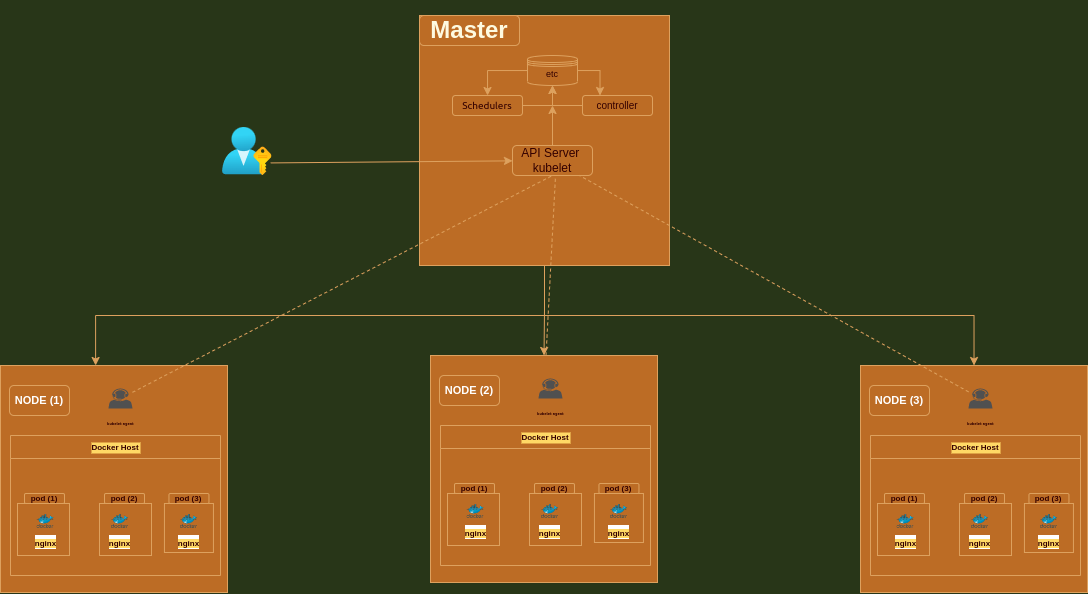 Master
etc
Schedulers
controller
API Server
kubelet
NODE (1)
kubelet agent
Docker Host
pod (1)
pod (2)
pod (3)
docker
docker
docker
nginx
nginx
nginx
NODE (2)
kubelet agent
Docker Host
pod (1)
pod (2)
pod (3)
docker
docker
docker
nginx
nginx
nginx
NODE (3)
kubelet agent
Docker Host
pod (1)
pod (2)
pod (3)
docker
docker
docker
nginx
nginx
nginx